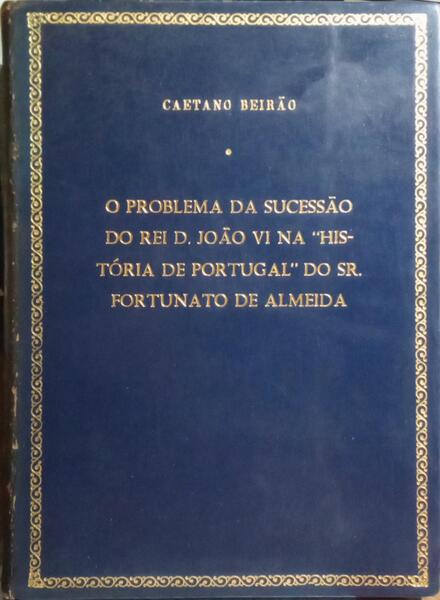 CAETANO BEIRÃO
O PROBLEMA DA SUCESSÃO
DO REI D. JOÃO VI NA "HIS-
TÓRIA DE PORTUGAL" DO SR.
FORTUNATO DE ALMEIDA